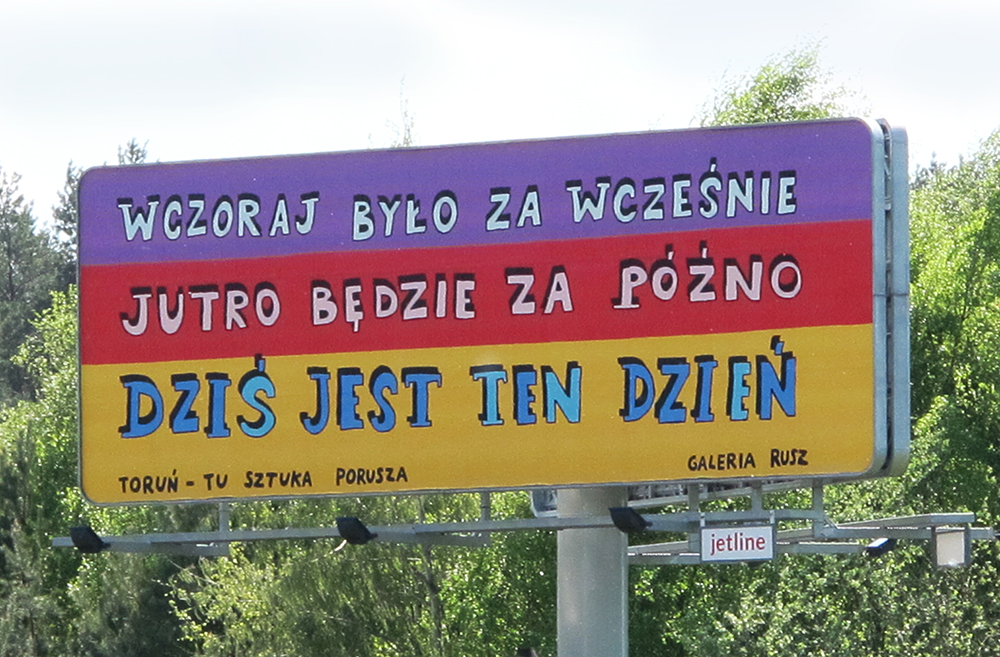 WCZORAJ BYŁO ZA WCZEŚNIE
JUTRO BĘDZIE ZA PÓŹNO
DZIŚ JEST TEN DZIEŃ
TORUŃ - TU SZTUKA PORUSZA
GALERIA RUSZ
jetline